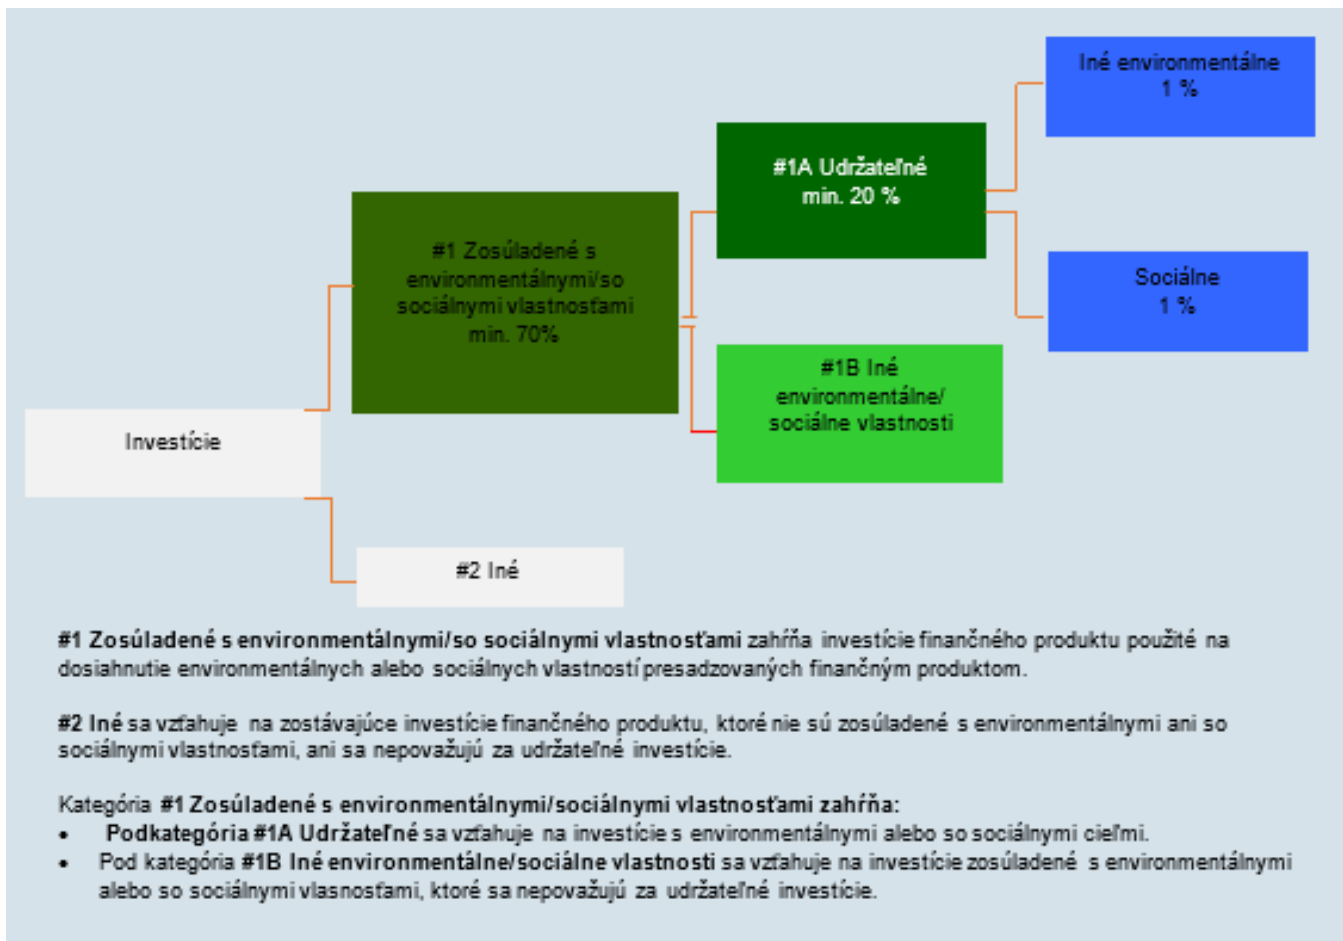 Iné environmentálne
1 %
#1A Udržateľné
min. 20 %
#1 Zosúladené s
environmentálnymi/so
sociálnymi vlastnosťami
min. 70%
Sociálne
1 %
#1B Iné
environmentálne/
sociálne vlastnosti
Investície
#2 Iné
#1 Zosúladené s environmentálnymi/so sociálnymi vlastnosťami zahŕňa investície finančného produktu použité na
dosiahnutie environmentálnych alebo sociálnych vlastností presadzovaných finančným produktom.
#2 Iné sa vzťahuje na zostávajúce investície finančného produktu, ktoré nie sú zosúladené s environmentálnymi ani so
sociálnymi vlastnosťami, ani sa nepovažujú za udržateľné investície.
Kategória #1 Zosúladené s environmentálnymi/sociálnymi vlastnosťami zahŕňa:
• Podkategória #1A Udržateľné sa vzťahuje na investície s environmentálnymi alebo so sociálnymi cieľmi.
• Pod kategória #1B Iné environmentálne/sociálne vlastnosti sa vzťahuje na investície zosúladené s environmentálnymi
alebo so sociálnymi vlasnosťami, ktoré sa nepovažujú za udržateľné investície.